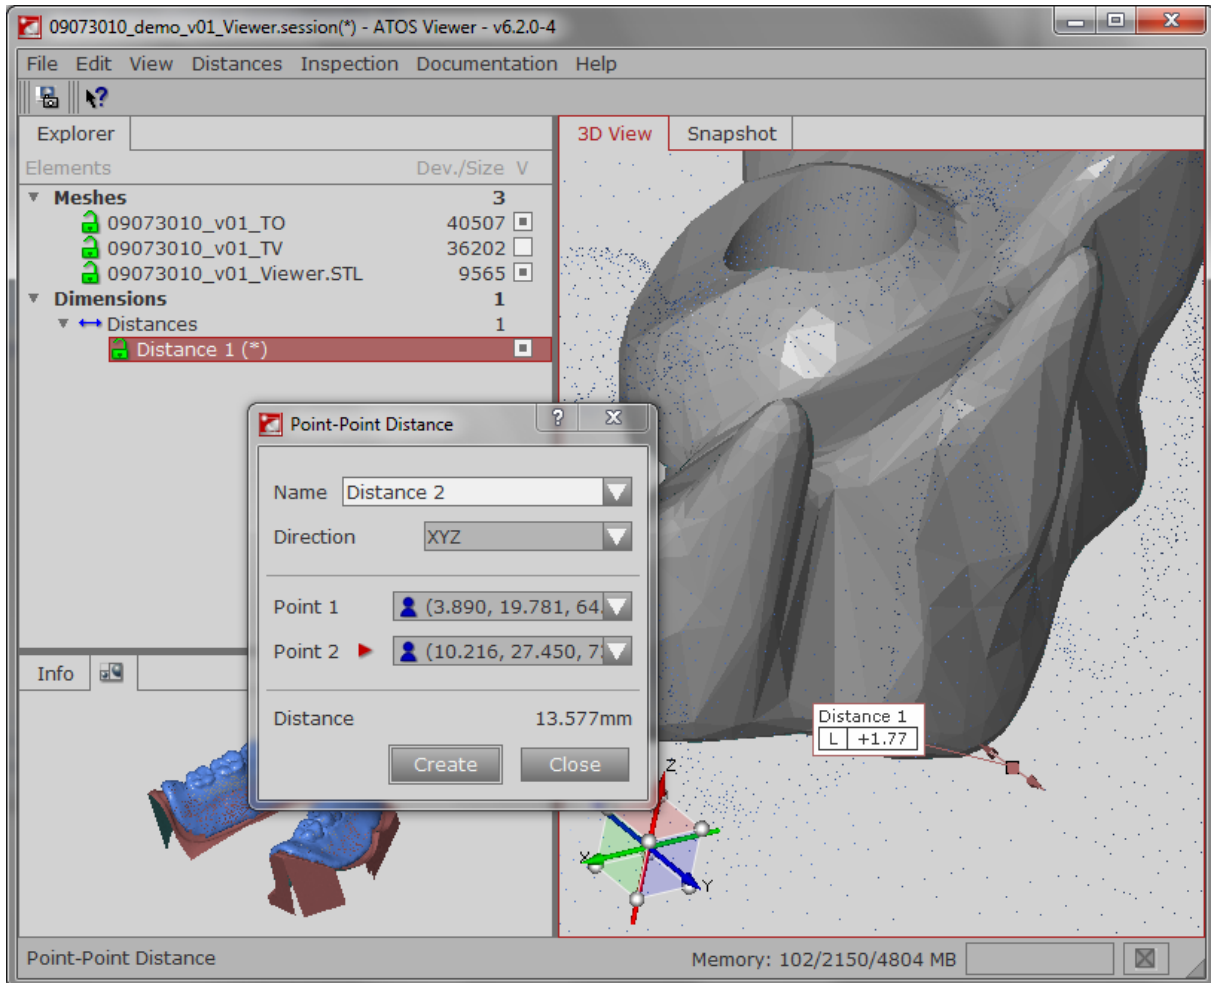 09073010_demo_v01_Viewer.session(*) - ATOS Viewer - v6.2.0-4
File Edit View Distances Inspection Documentation Help
Explorer
3D View Snapshot
Elements Dev./Size V
Meshes 3
09073010_v01_TO 40507
09073010_v01_TV 36202
09073010_v01_Viewer.STL 9565
Dimensions 1
Distances 1
Distance 1 (*)
Point-Point Distance
Name Distance 2
Direction XYZ
Point 1 (3.890, 19.781, 64.
Point 2 (10.216, 27.450, 7
Distance 13.577mm
Create Close
Info
Distance 1
L +1.77
Z
X
Y
Point-Point Distance
Memory: 102/2150/4804 MB